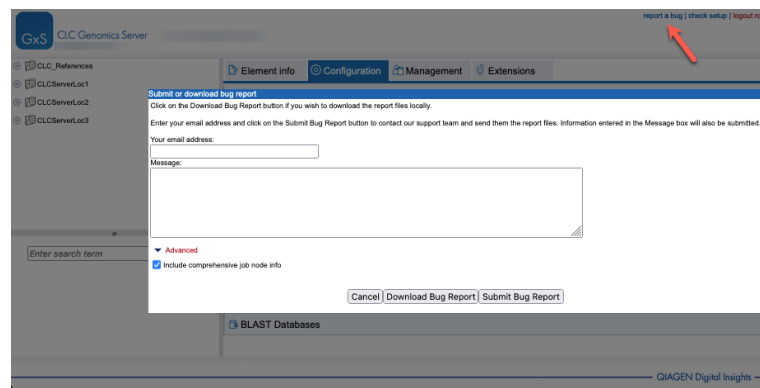 report a bug | check setup | logout ro
GxS CLC Genomics Server
CLC_References
CLCServerLoc1
CLCServerLoc2
CLCServerLoc3
Element info Configuration Management Extensions
Submit or download bug report
Click on the Download Bug Report button if you wish to download the report files locally.
Enter your email address and click on the Submit Bug Report button to contact our support team and send them the report files. Information entered in the Message box will also be submitted.
Your email address:
Message:
Enter search term
Advanced
Include comprehensive job node info
Cancel Download Bug Report Submit Bug Report
BLAST Databases
QIAGEN Digital Insights